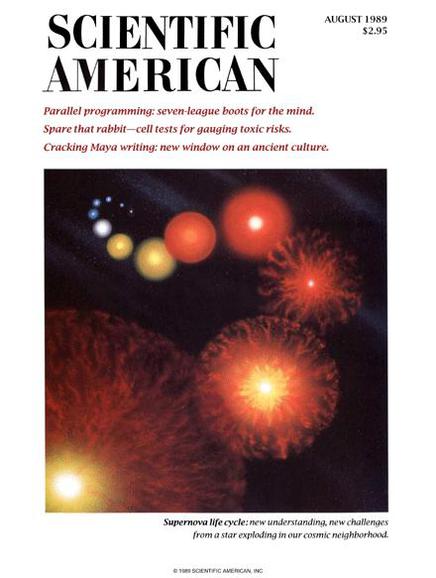 SCIENTIFIC
AMERICAN
AUGUST 1989
$2.95
Parallel programming: seven-league boots for the mind.
Spare that rabbit—cell tests for gauging toxic risks.
Cracking Maya writing: new window on an ancient culture.
Supernova life cycle: new understanding, new challenges
from a star exploding in our cosmic neighborhood.
© 1989 SCIENTIFIC AMERICAN, INC